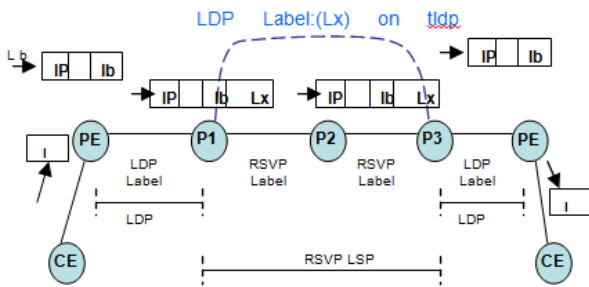 LDP Label:(Lx) on tldp
L b
IP lb
IP lb Lx
IP lb Lx
IP lb
I
PE
P1
P2
P3
PE
LDP
Label
RSVP
Label
RSVP
Label
LDP
Label
I
LDP
LDP
CE
RSVP LSP
CE